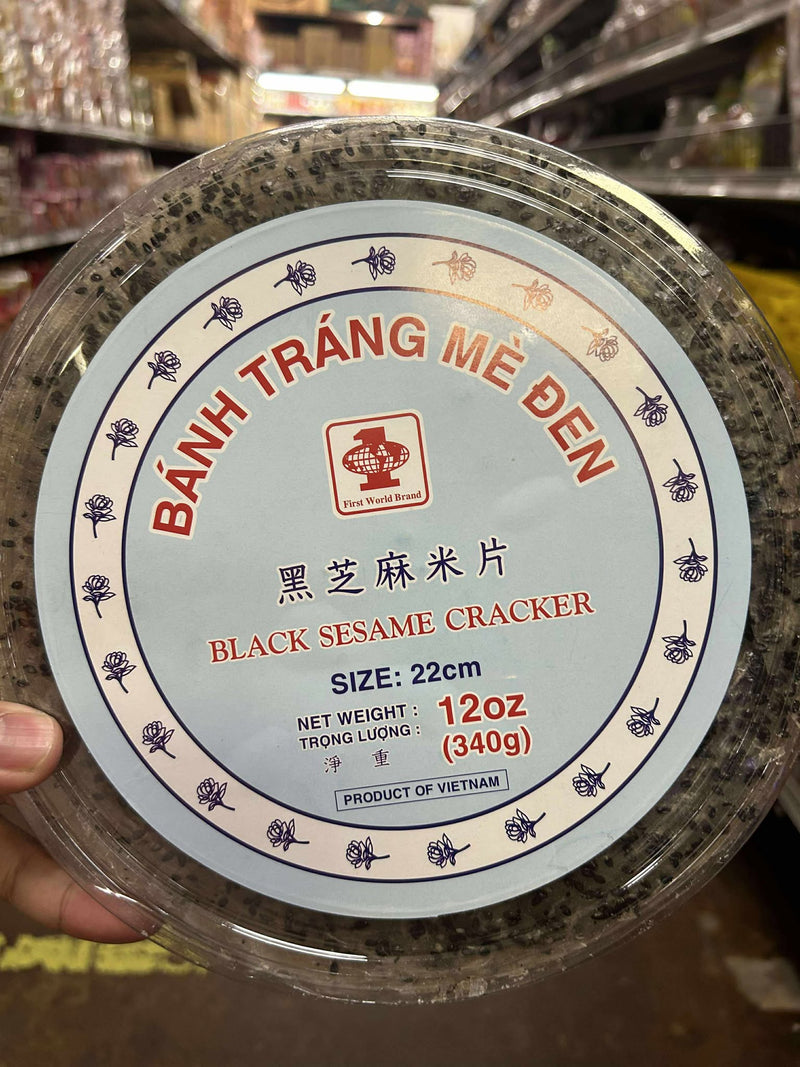 BÁNH TRÁNG MÈ ĐEN
1
First World Brand
黑芝麻米片
BLACK SESAME CRACKER
SIZE: 22cm
NET WEIGHT : 12oz
TRỌNG LƯỢNG : (340g)
淨重
PRODUCT OF VIETNAM